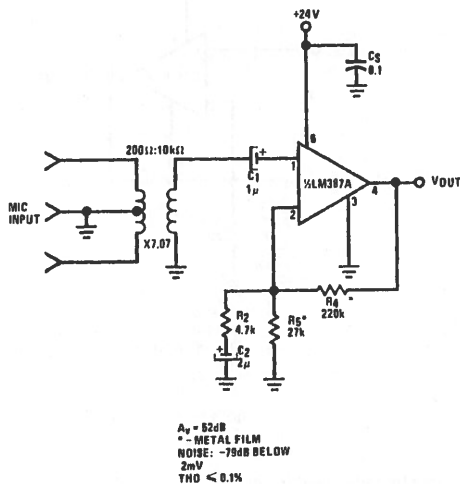 +24V
CS
0.1
200Ω:10kΩ
MIC
INPUT
X7.07
+
C1
1μ
1
2
6
½LM387A
4
3
VOUT
R2
4.7k
+
C2
2μ
R5*
27k
R4*
220k
Av = 52dB
* - METAL FILM
NOISE: -79dB BELOW
2mV
THD ≤ 0.1%